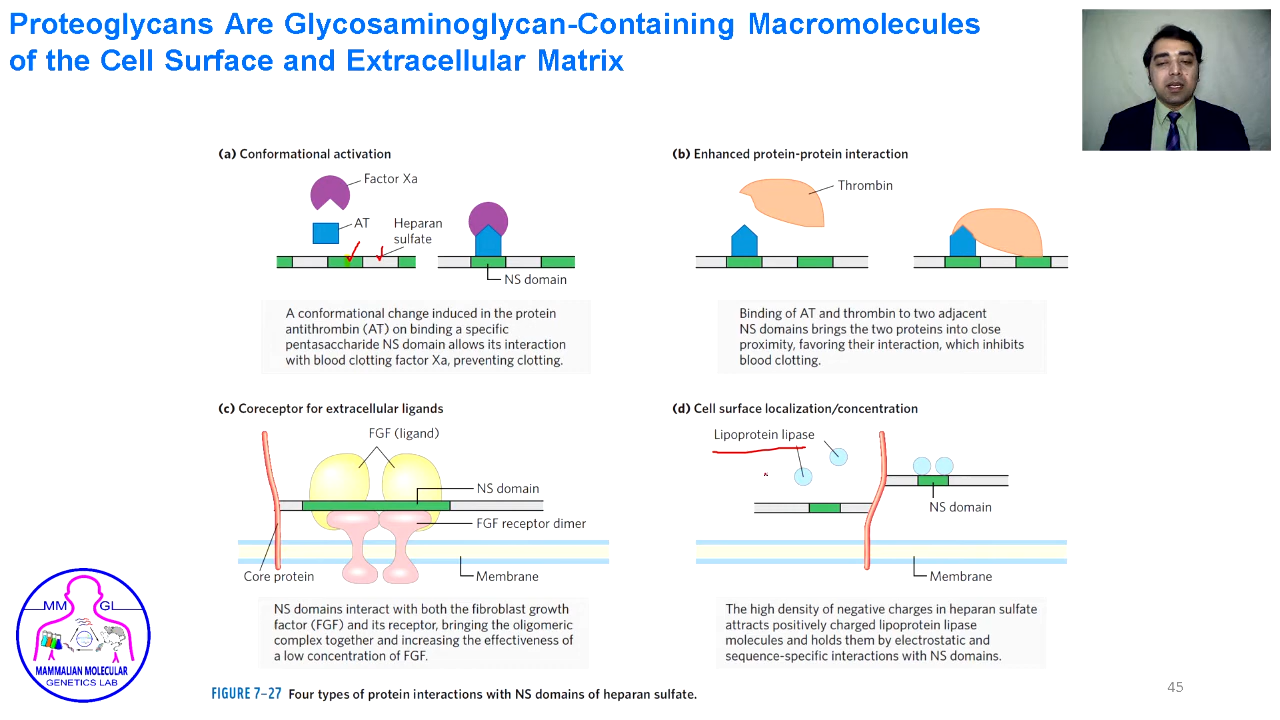 Proteoglycans Are Glycosaminoglycan-Containing Macromolecules
of the Cell Surface and Extracellular Matrix
(a) Conformational activation
Factor Xa
AT
Heparan
sulfate
NS domain
A conformational change induced in the protein
antithrombin (AT) on binding a specific
pentasaccharide NS domain allows its interaction
with blood clotting factor Xa, preventing clotting.
(b) Enhanced protein-protein interaction
Thrombin
Binding of AT and thrombin to two adjacent
NS domains brings the two proteins into close
proximity, favoring their interaction, which inhibits
blood clotting.
(c) Coreceptor for extracellular ligands
FGF (ligand)
NS domain
FGF receptor dimer
Core protein
Membrane
NS domains interact with both the fibroblast growth
factor (FGF) and its receptor, bringing the oligomeric
complex together and increasing the effectiveness of
a low concentration of FGF.
(d) Cell surface localization/concentration
Lipoprotein lipase
NS domain
Membrane
The high density of negative charges in heparan sulfate
attracts positively charged lipoprotein lipase
molecules and holds them by electrostatic and
sequence-specific interactions with NS domains.
MM GL
MAMMALIAN MOLECULAR
GENETICS LAB
FIGURE 7–27 Four types of protein interactions with NS domains of heparan sulfate.
45